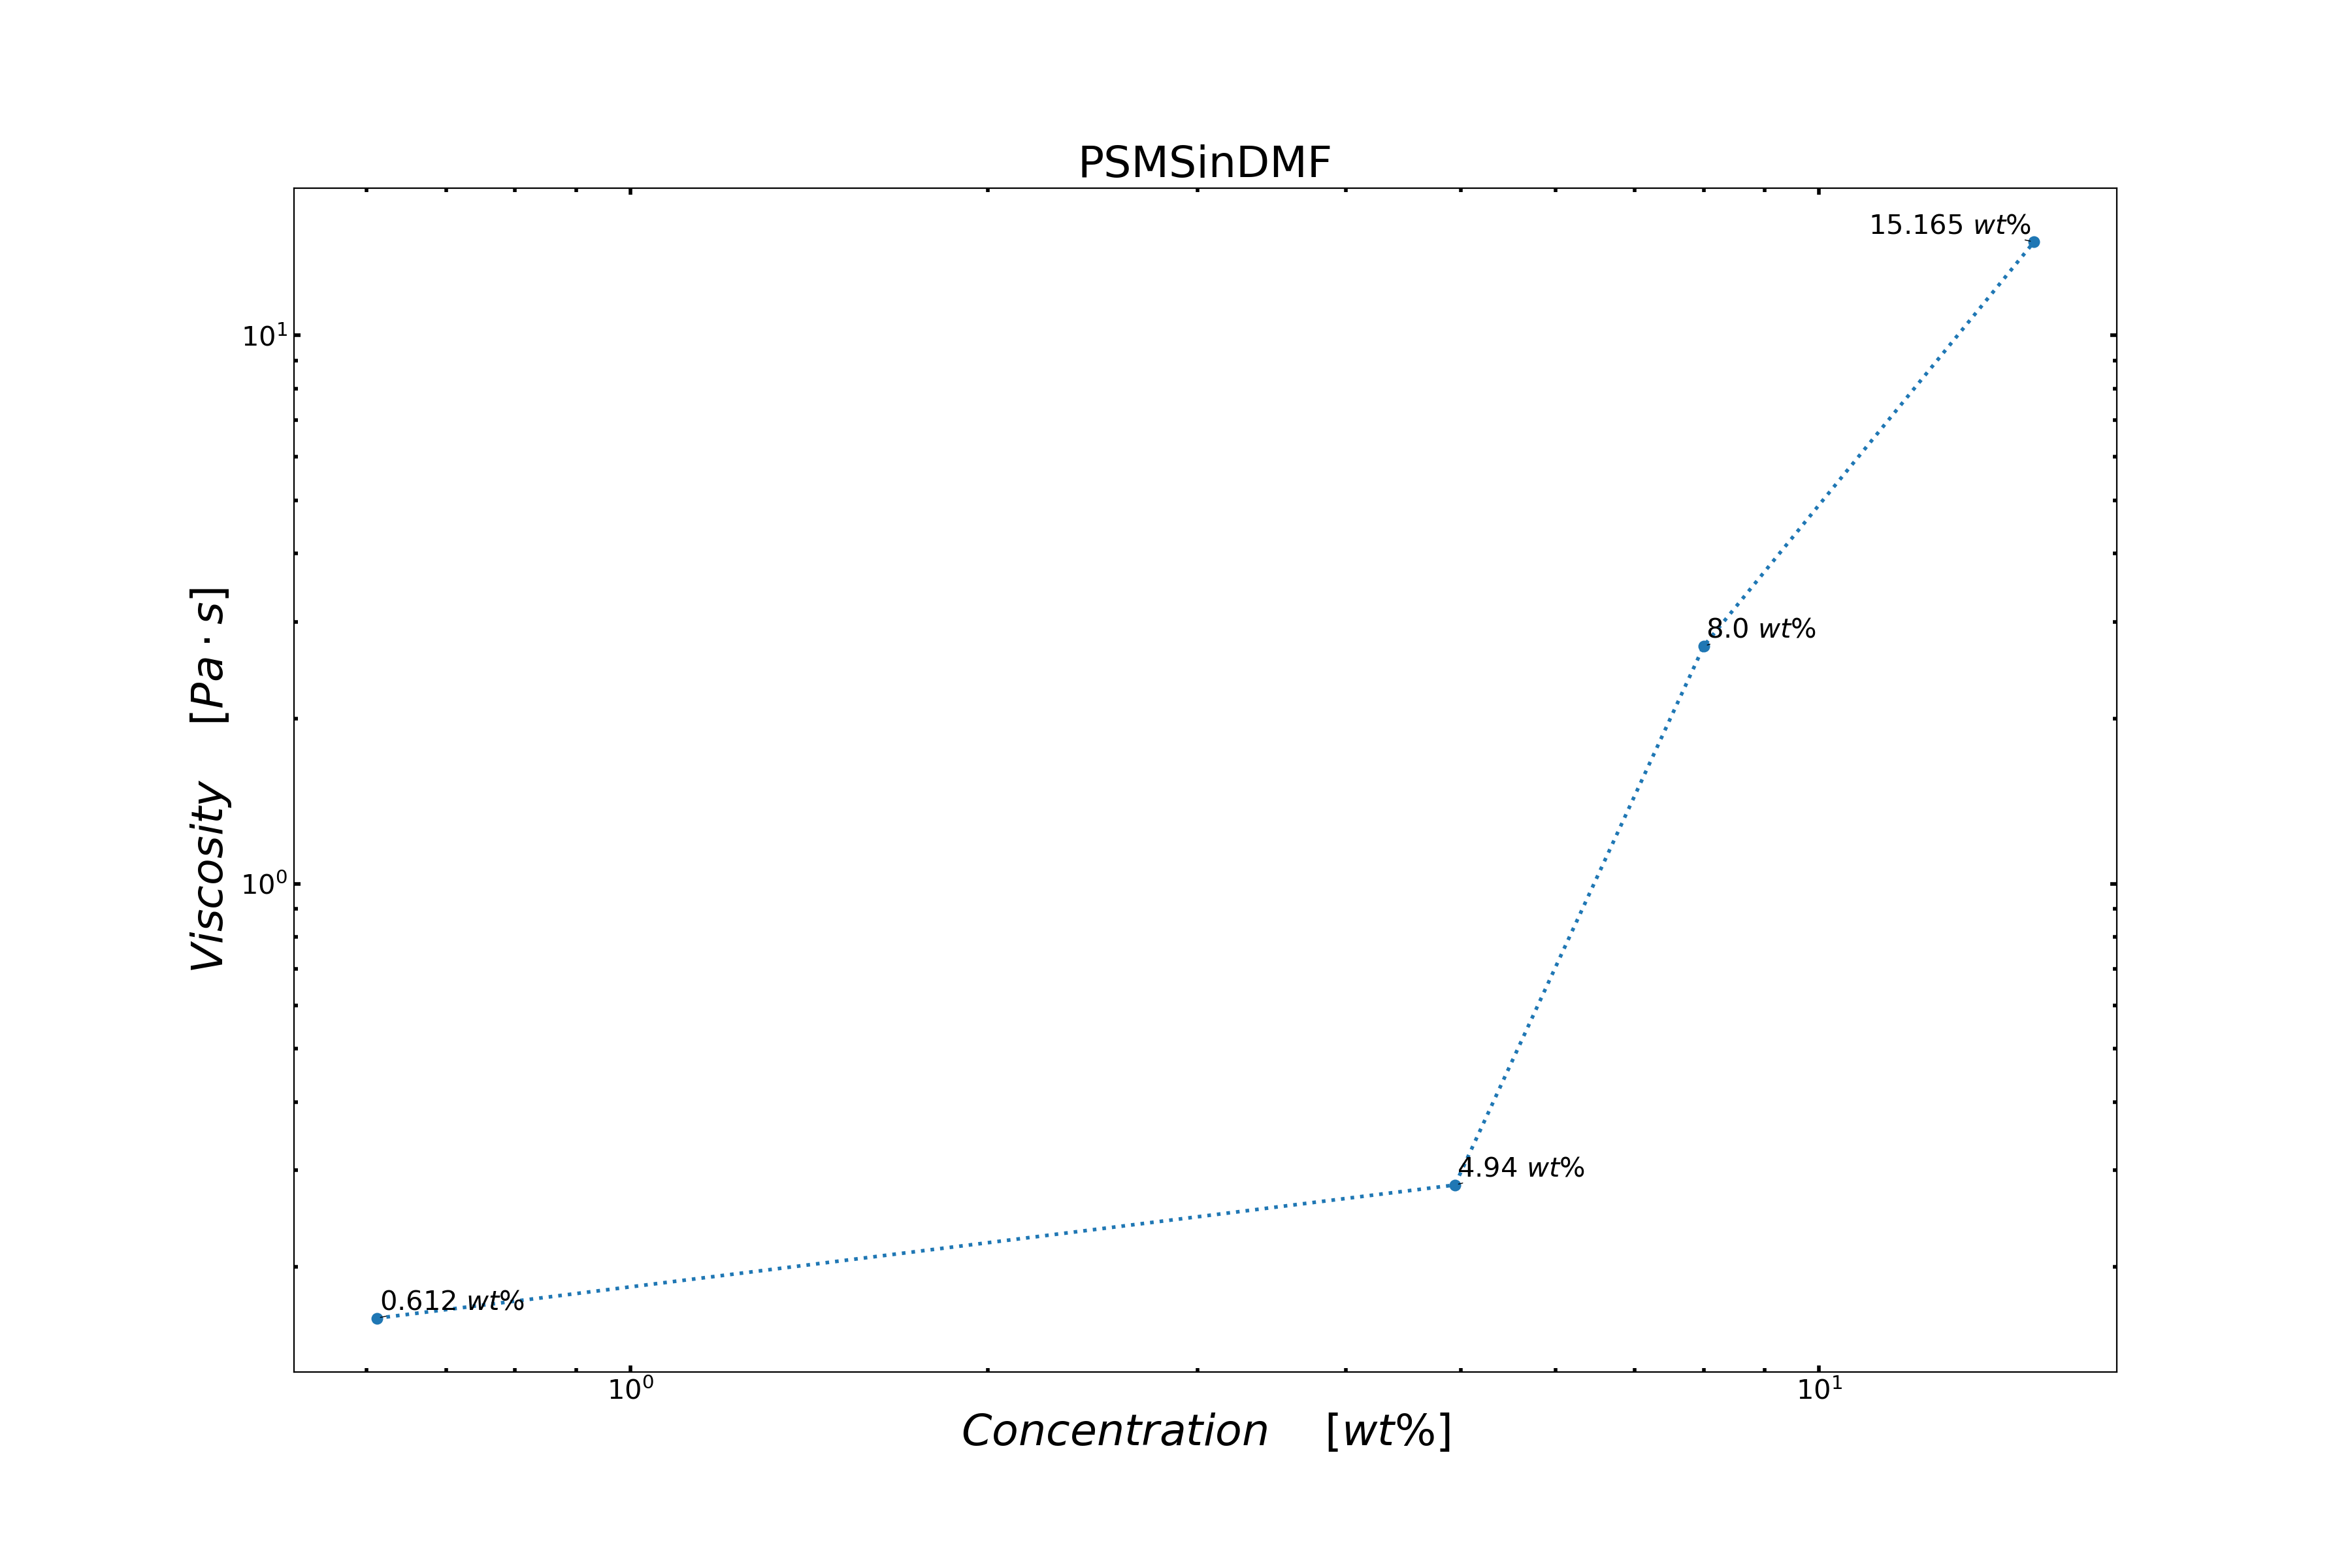 PSMSinDMF
15.165 wt%
10¹
8.0 wt%
Viscosity [Pa · s]
10⁰
4.94 wt%
0.612 wt%
10⁰ 10¹
Concentration [wt%]